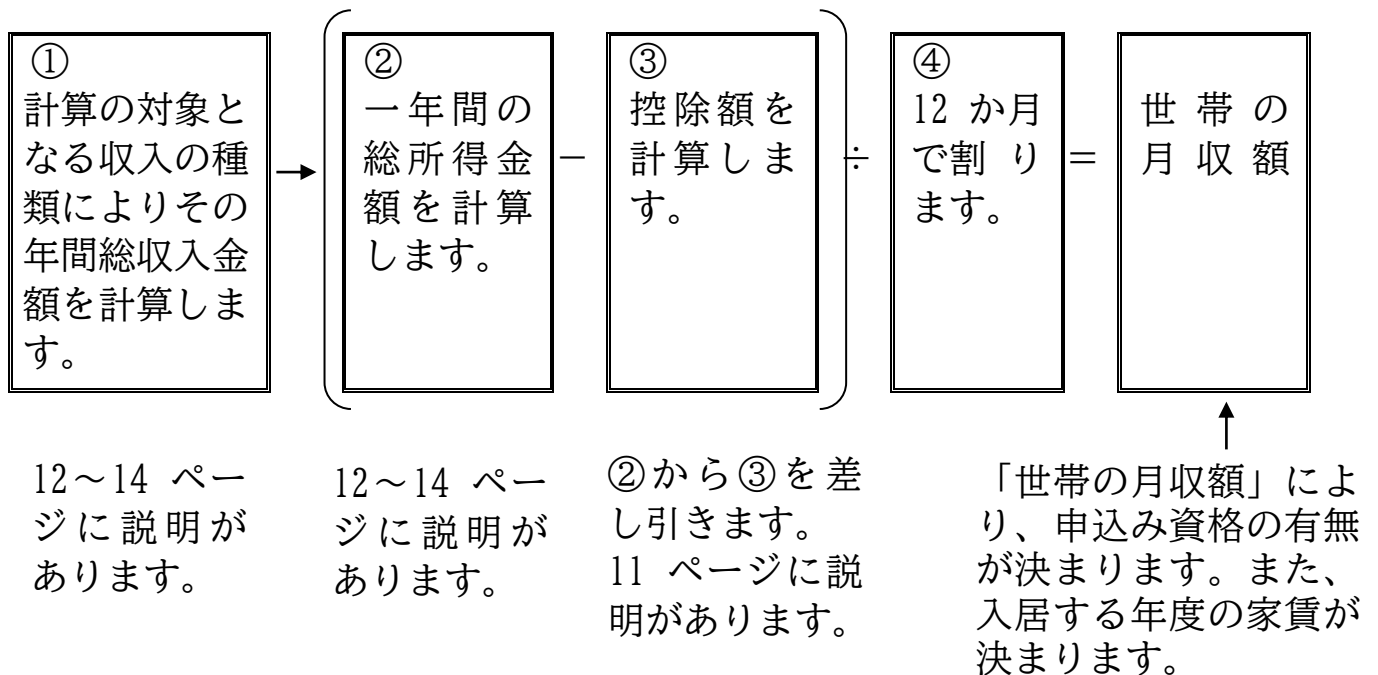 ①
計算の対象と
なる収入の種
類によりその
年間総収入金
額を計算しま
す。
→
②
一年間の
総所得金
額を計算
します。
－
③
控除額を
計算しま
す。
÷
④
12 か月
で割り
ます。
＝
世帯の
月収額
12～14 ペー
ジに説明が
あります。
12～14 ペー
ジに説明が
あります。
②から③を差
し引きます。
11 ページに説
明があります。
「世帯の月収額」によ
り、申込み資格の有無
が決まります。また、
入居する年度の家賃が
決まります。